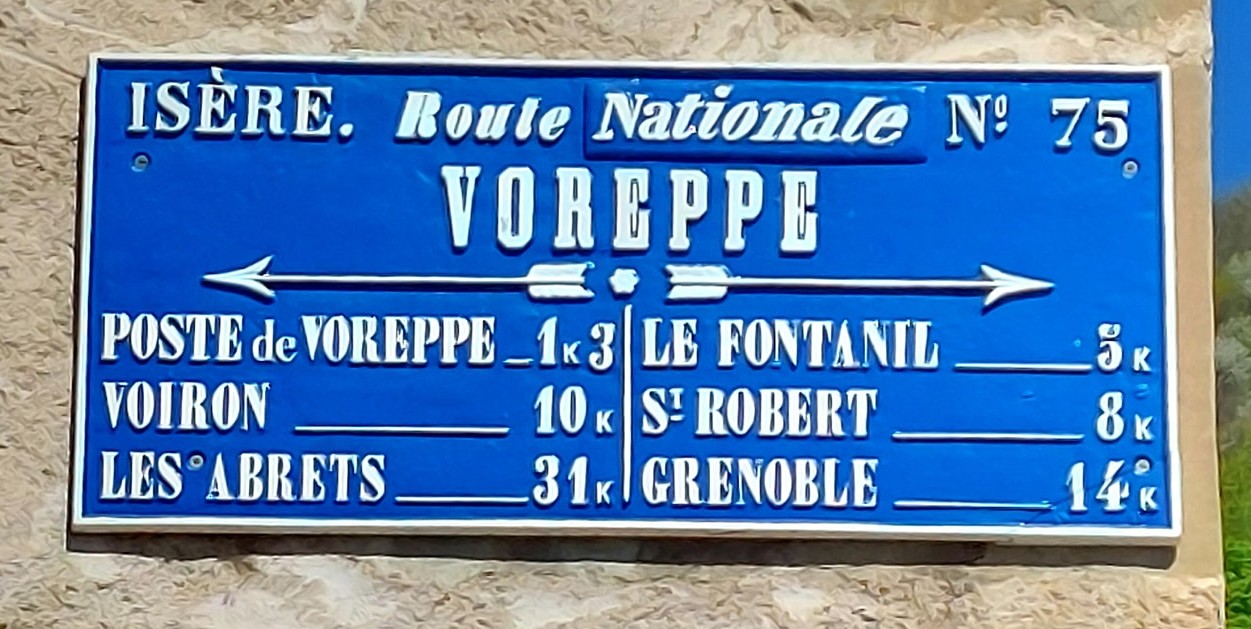 ISÈRE. Route Nationale Nº 75
VOREPPE
POSTE de VOREPPE 1K3
VOIRON 10K
LES ABRETS 31K
LE FONTANIL 5K
ST ROBERT 8K
GRENOBLE 14K